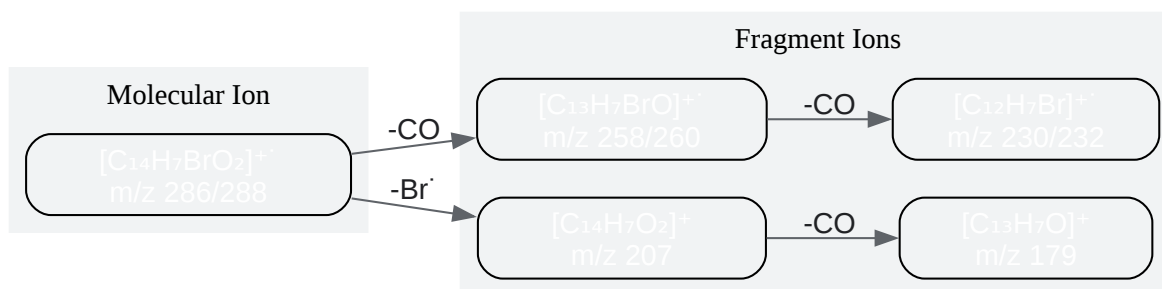 Fragment Ions
Molecular Ion
[C₁₄H₇BrO₂]⁺˙
m/z 286/288
-CO
-Br˙
[C₁₃H₇BrO]⁺˙
m/z 258/260
-CO
[C₁₂H₇Br]⁺˙
m/z 230/232
[C₁₄H₇O₂]⁺
m/z 207
-CO
[C₁₃H₇O]⁺
m/z 179